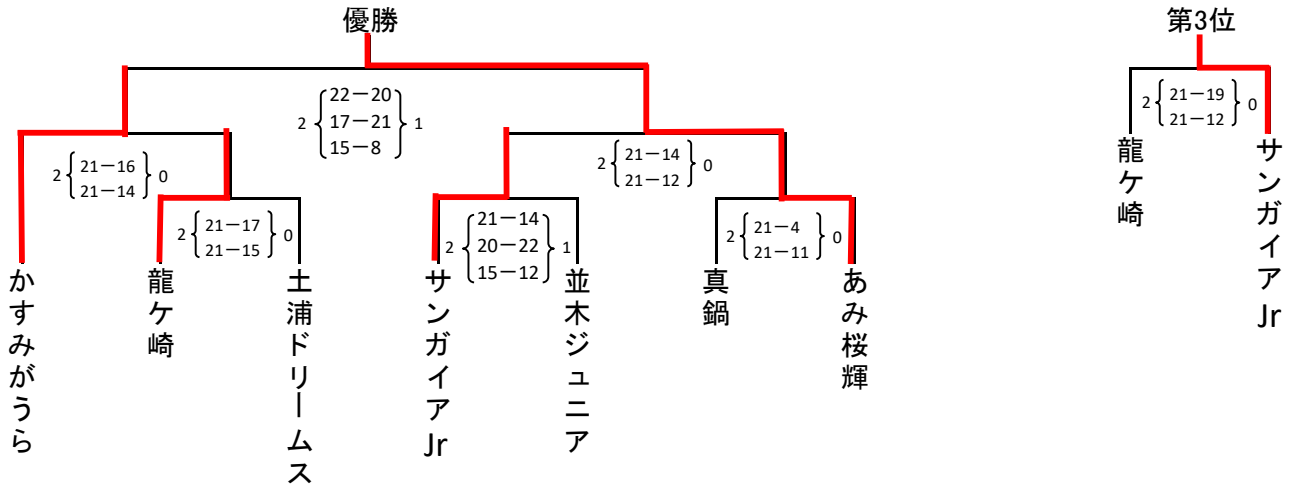 優勝
第3位
2 { 22－20 } 1
17－21
15－8
2 { 21－19 } 0
21－12
2 { 21－16 } 0
21－14
2 { 21－14 } 0
21－12
2 { 21－17 } 0
21－15
2 { 21－14 } 1
20－22
15－12
2 { 21－4 } 0
21－11
かすみがうら
龍ケ崎
土浦ドリームス
サンガイアJr
並木ジュニア
真鍋
あみ桜輝
龍ケ崎
サンガイアJr